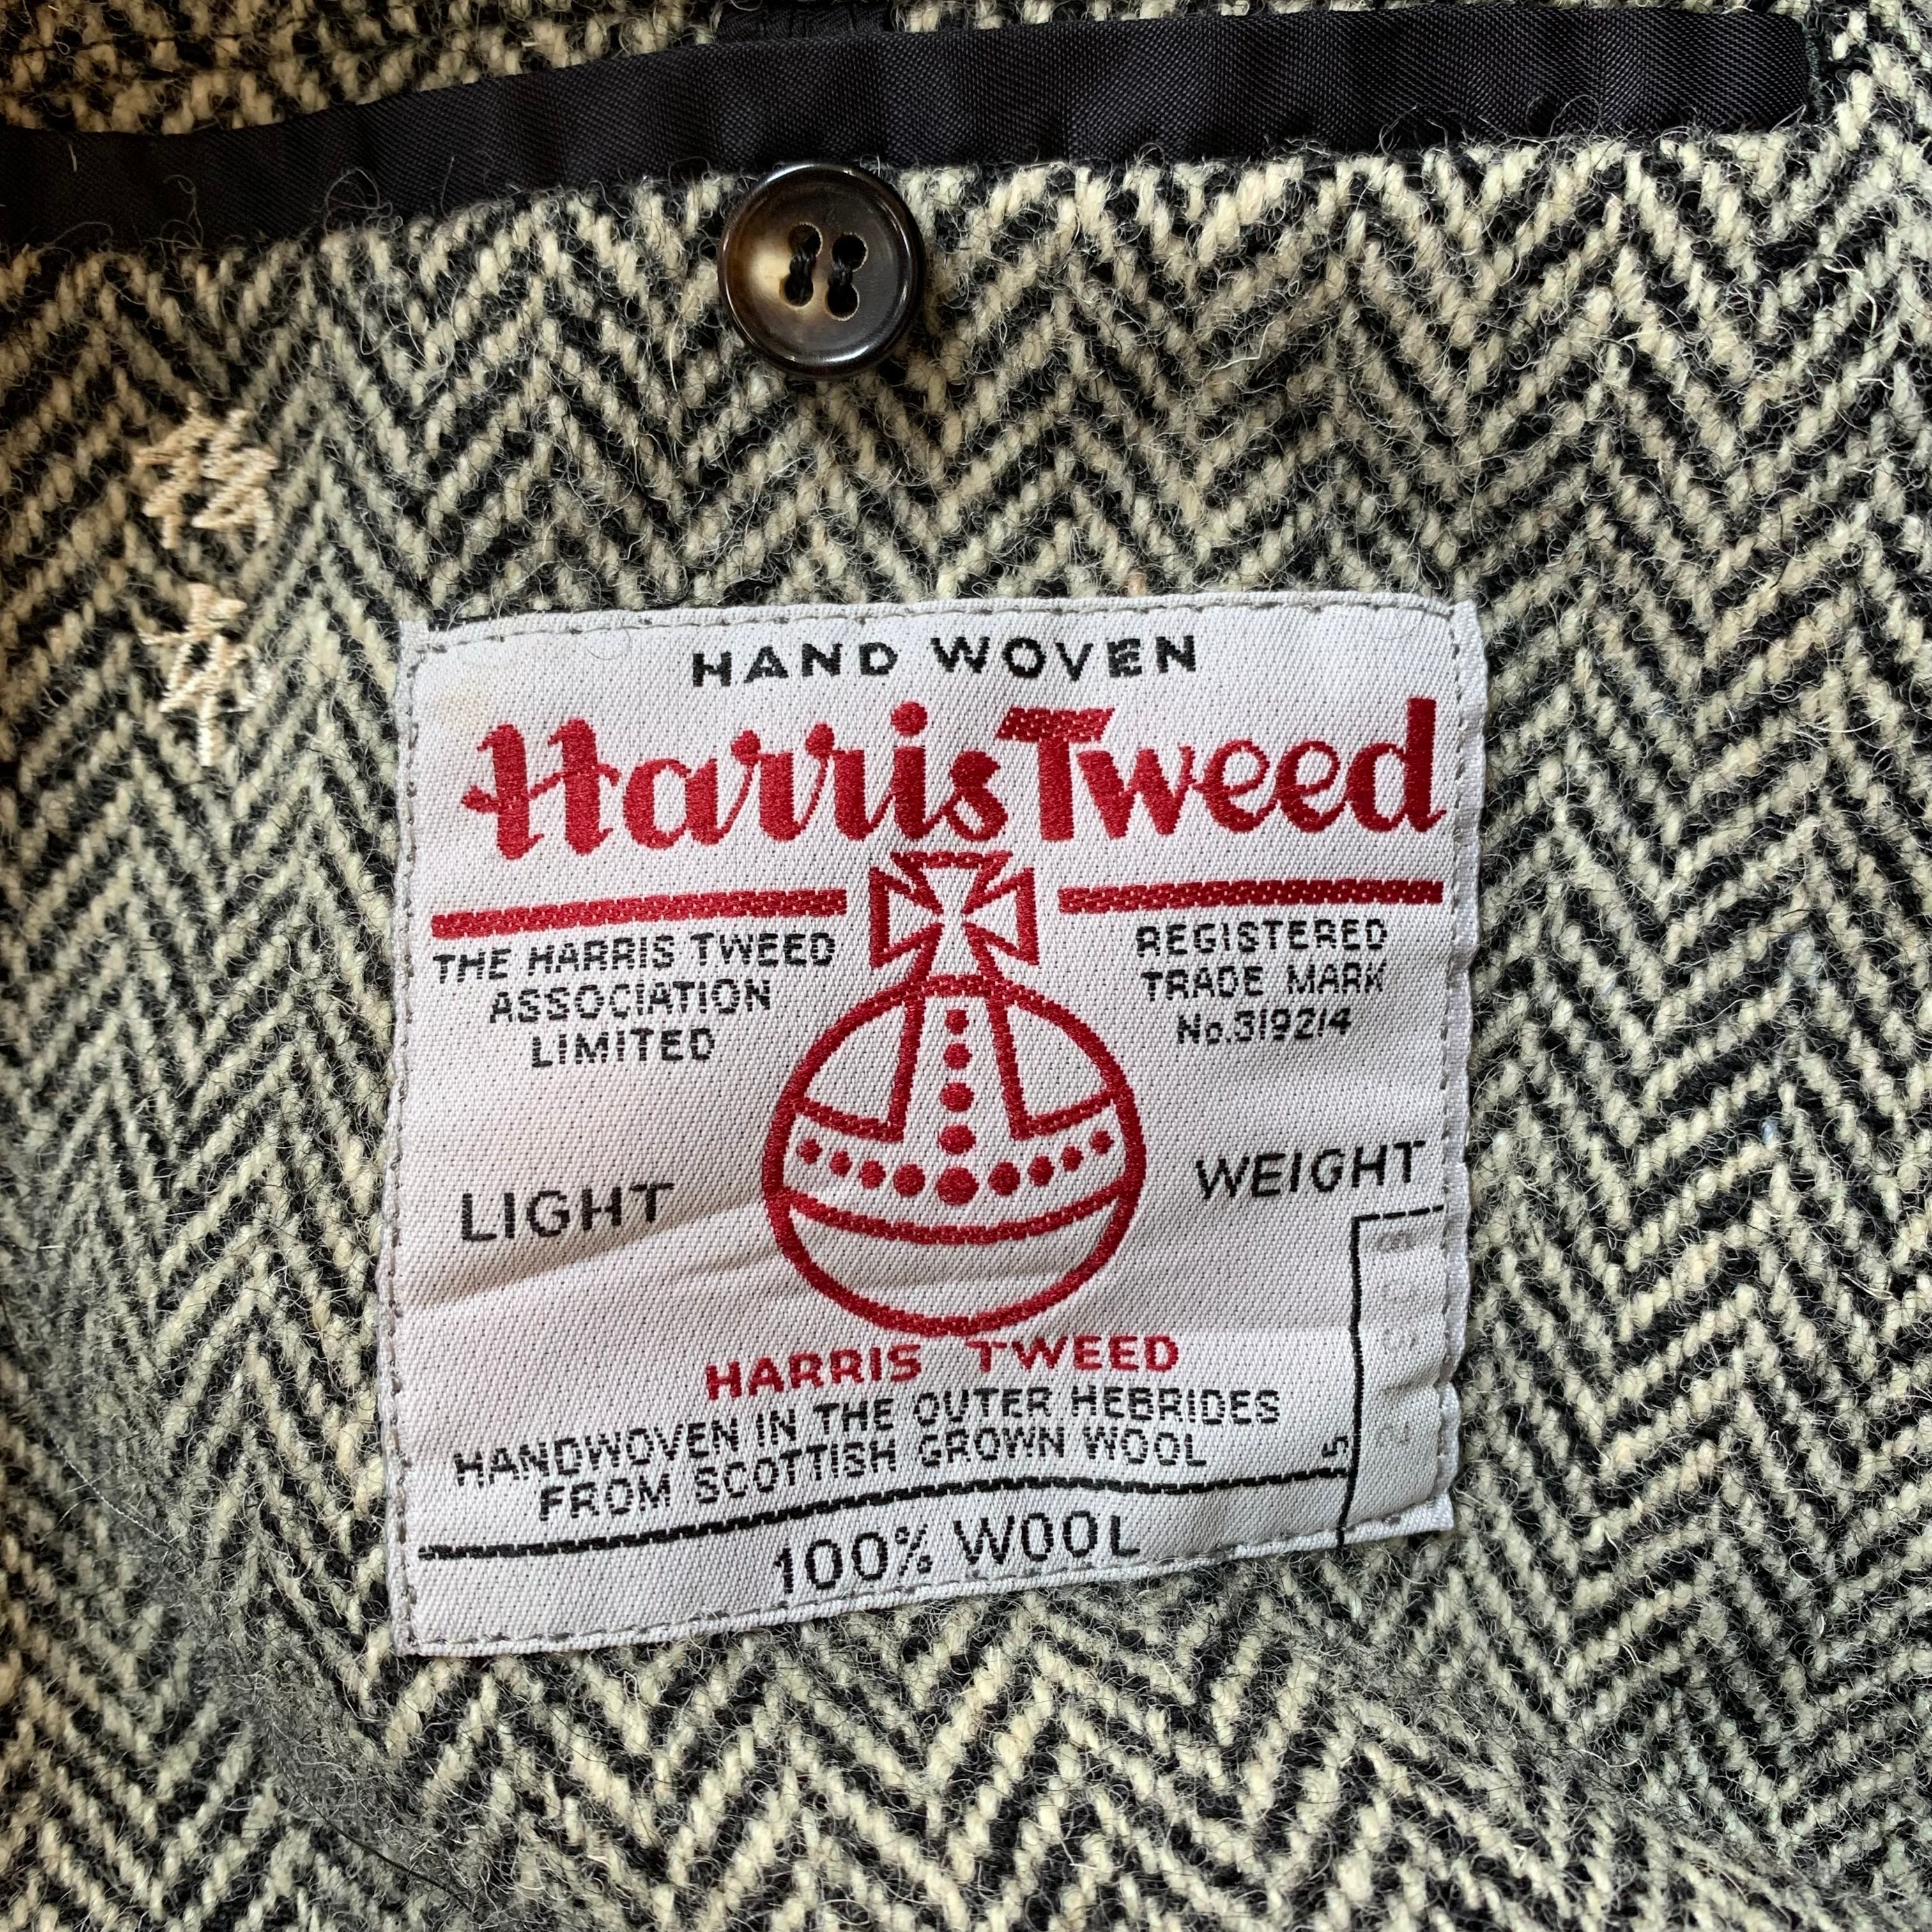 HAND WOVEN
Harris Tweed
THE HARRIS TWEED
ASSOCIATION
LIMITED
REGISTERED
TRADE MARK
No.319214
LIGHT WEIGHT
HARRIS TWEED
HANDWOVEN IN THE OUTER HEBRIDES
FROM SCOTTISH GROWN WOOL
5
100% WOOL